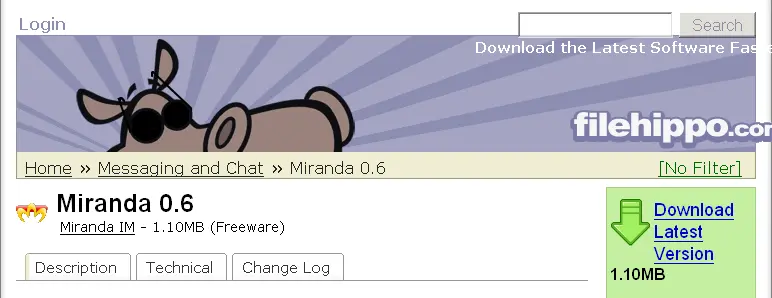 Login
Search
Download the Latest Software Fas
filehippo.com
Home » Messaging and Chat » Miranda 0.6
[No Filter]
Miranda 0.6
Miranda IM - 1.10MB (Freeware)
Download
Latest
Version
1.10MB
Description
Technical
Change Log